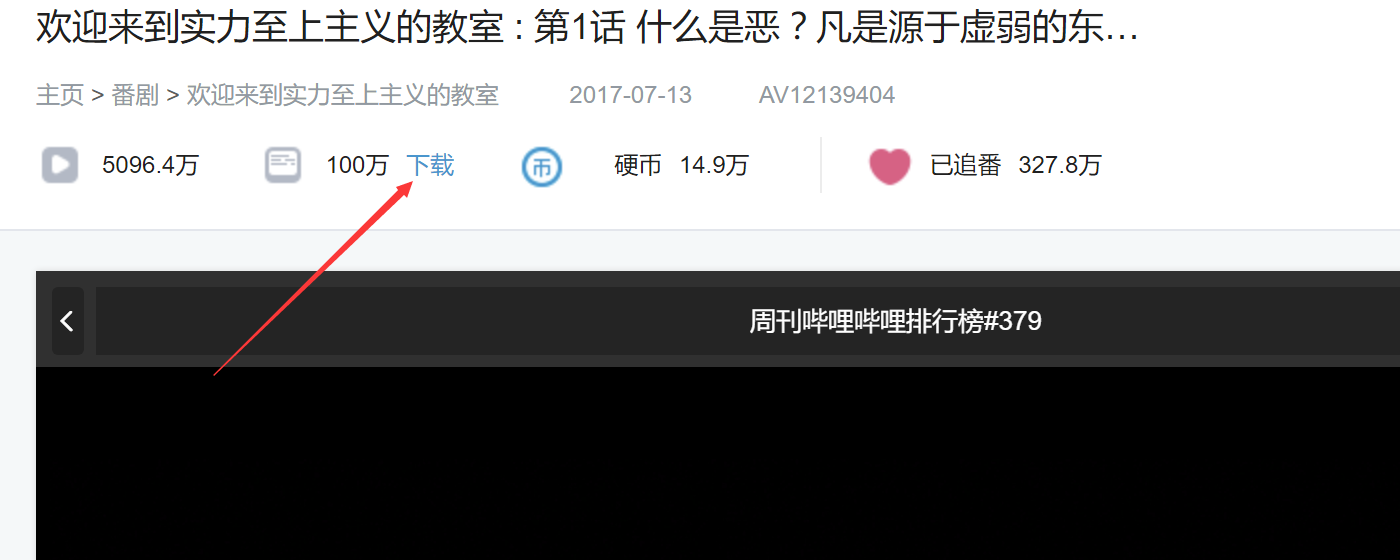 欢迎来到实力至上主义的教室 : 第1话 什么是恶？凡是源于虚弱的东…
主页 > 番剧 > 欢迎来到实力至上主义的教室 2017-07-13 AV12139404
5096.4万 100万 下载 币 硬币 14.9万 已追番 327.8万
周刊哔哩哔哩排行榜#379